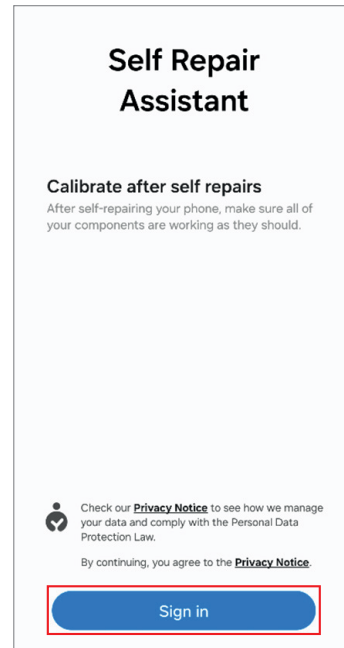 Self Repair
Assistant
Calibrate after self repairs
After self-repairing your phone, make sure all of
your components are working as they should.
Check our Privacy Notice to see how we manage
your data and comply with the Personal Data
Protection Law.
By continuing, you agree to the Privacy Notice.
Sign in